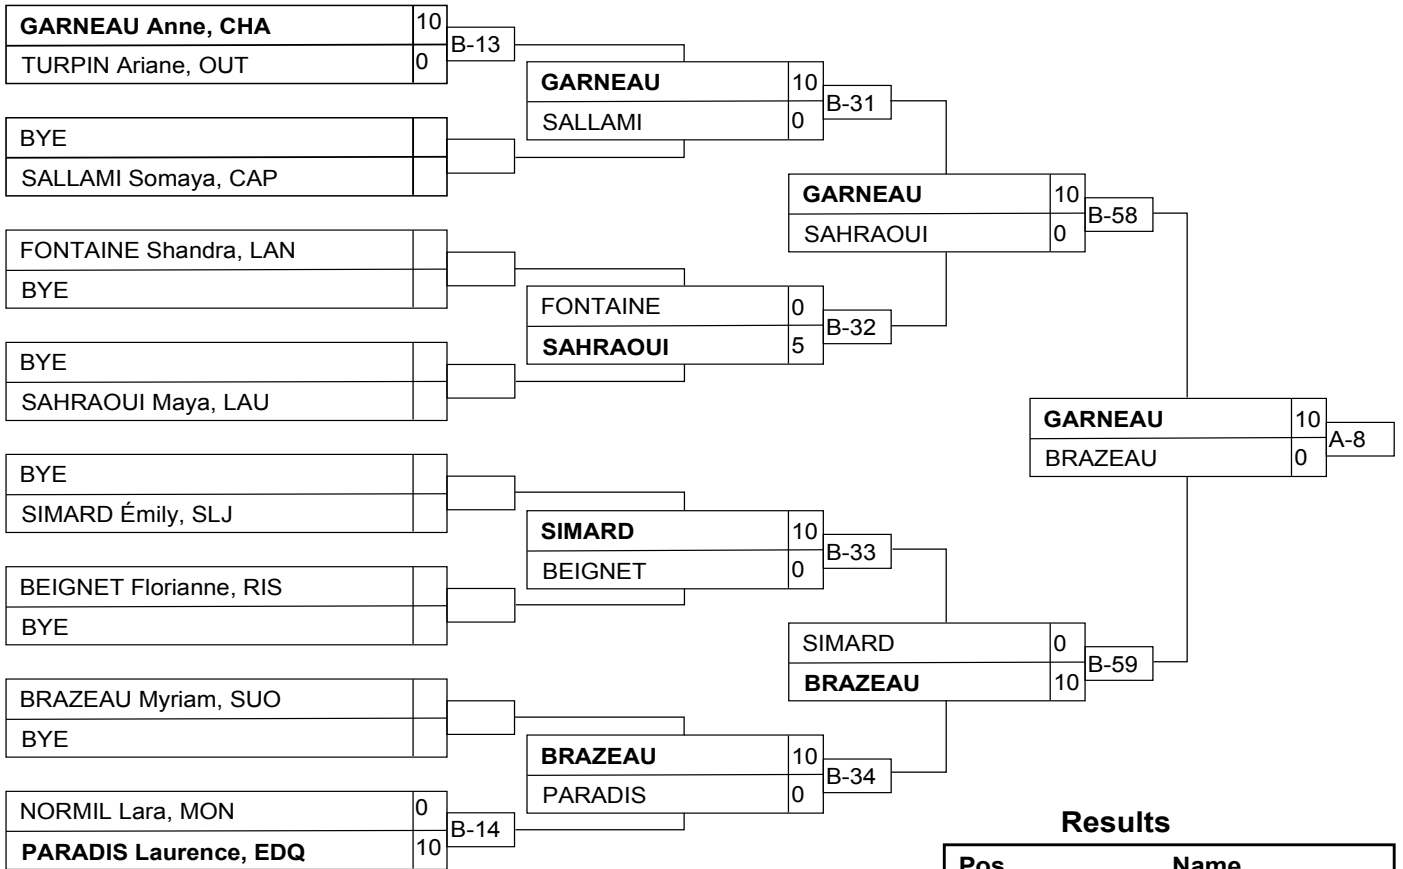 GARNEAU Anne, CHA 10
TURPIN Ariane, OUT 0
B-13
BYE
SALLAMI Somaya, CAP
FONTAINE Shandra, LAN
BYE
BYE
SAHRAOUI Maya, LAU
BYE
SIMARD Émily, SLJ
BEIGNET Florianne, RIS
BYE
BRAZEAU Myriam, SUO
BYE
NORMIL Lara, MON 0
PARADIS Laurence, EDQ 10
B-14
GARNEAU 10
SALLAMI 0
B-31
FONTAINE 0
SAHRAOUI 5
B-32
SIMARD 10
BEIGNET 0
B-33
BRAZEAU 10
PARADIS 0
B-34
GARNEAU 10
SAHRAOUI 0
B-58
SIMARD 0
BRAZEAU 10
B-59
GARNEAU 10
BRAZEAU 0
A-8
Results
Pos Name